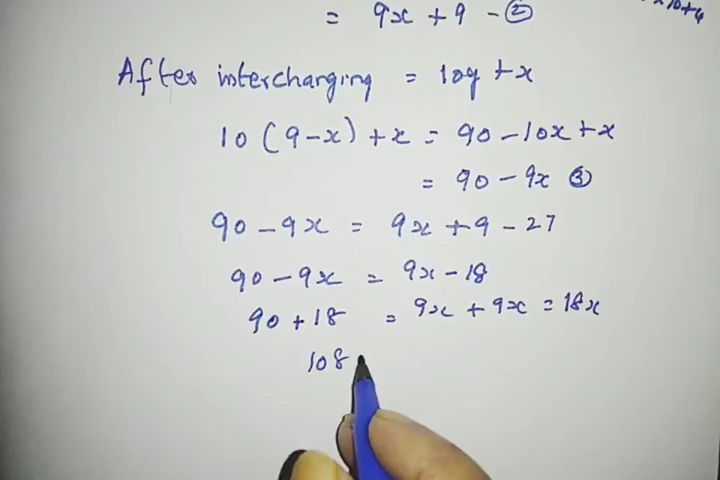 = 9x + 9 - ②
After interchanging = 10y + x
10 (9-x) + x = 90 - 10x + x
= 90 - 9x ③
90 - 9x = 9x + 9 - 27
90 - 9x = 9x - 18
90 + 18 = 9x + 9x = 18x
108